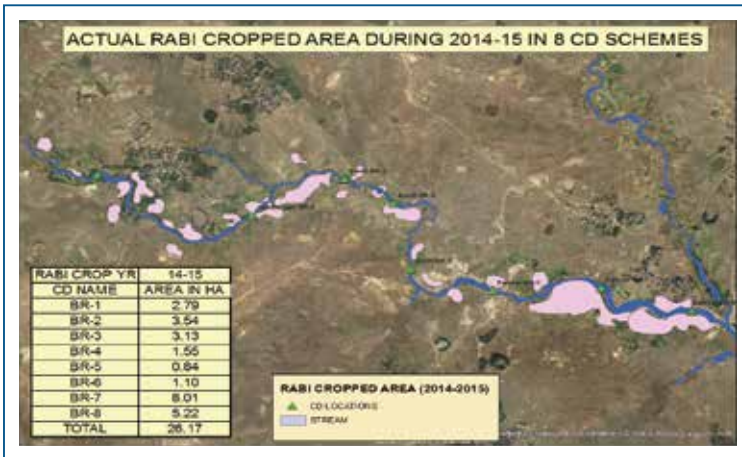 ACTUAL RABI CROPPED AREA DURING 2014-15 IN 8 CD SCHEMES
RABI CROP YR 14-15
CD NAME AREA IN HA
BR-1 2.79
BR-2 3.54
BR-3 3.13
BR-4 1.55
BR-5 0.84
BR-6 1.10
BR-7 8.01
BR-8 5.22
TOTAL 26.17
RABI CROPPED AREA (2014-2015)
CD LOCATIONS
STREAM